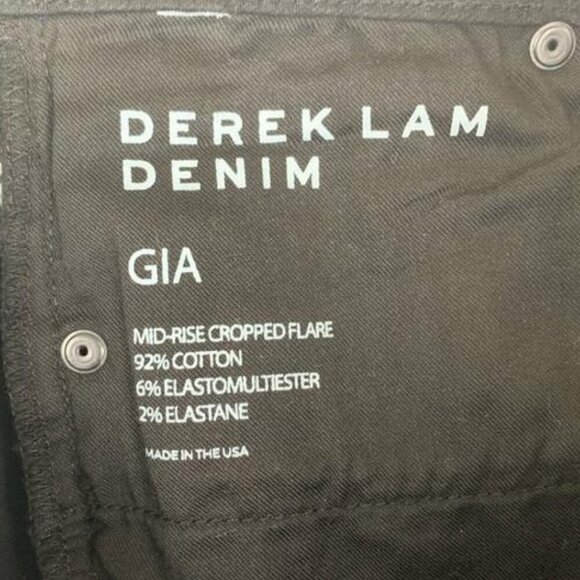 DEREK LAM
DENIM
GIA
MID-RISE CROPPED FLARE
92% COTTON
6% ELASTOMULTIESTER
2% ELASTANE
MADE IN THE USA